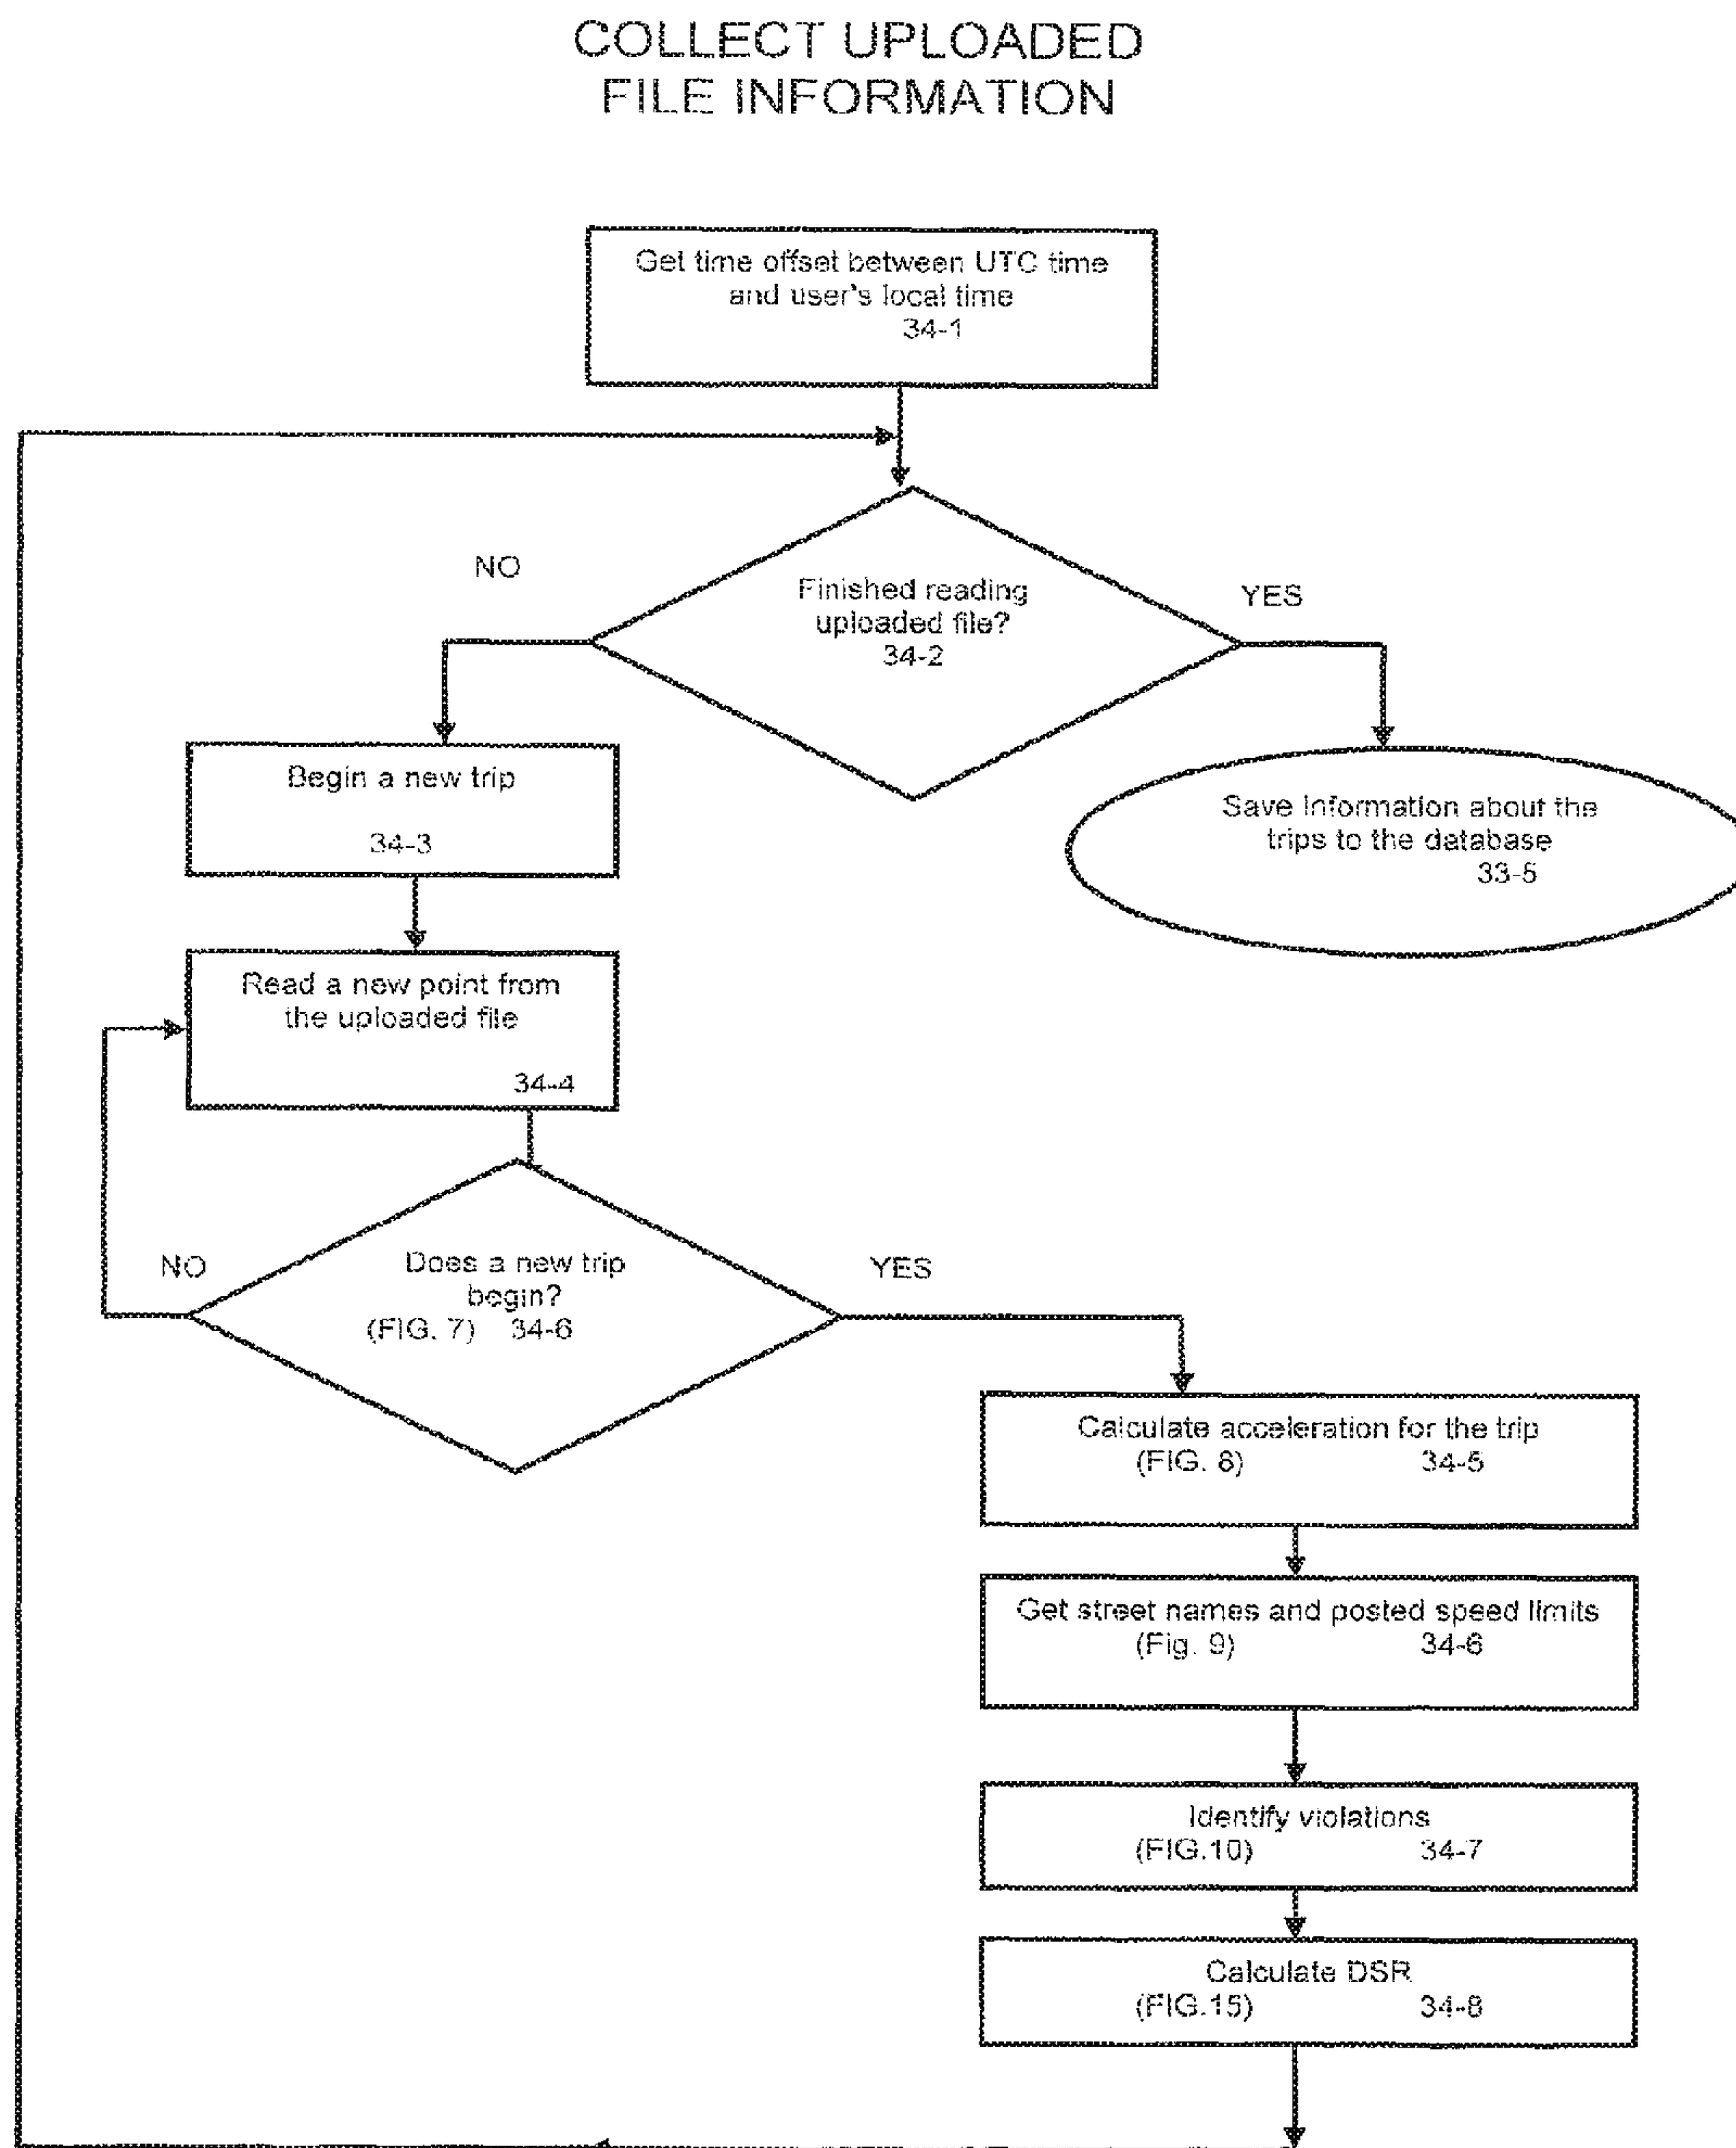 COLLECT UPLOADED
FILE INFORMATION
Get time offset between UTC time
and user's local time
34-1
NO
Finished reading
uploaded file?
34-2
YES
Begin a new trip
34-3
Save information about the
trips to the database
33-5
Read a new point from
the uploaded file
34-4
NO
Does a new trip
begin?
(FIG. 7) 34-6
YES
Calculate acceleration for the trip
(FIG. 8) 34-5
Get street names and posted speed limits
(Fig. 9) 34-6
Identify violations
(FIG.10) 34-7
Calculate DSR
(FIG.15) 34-8